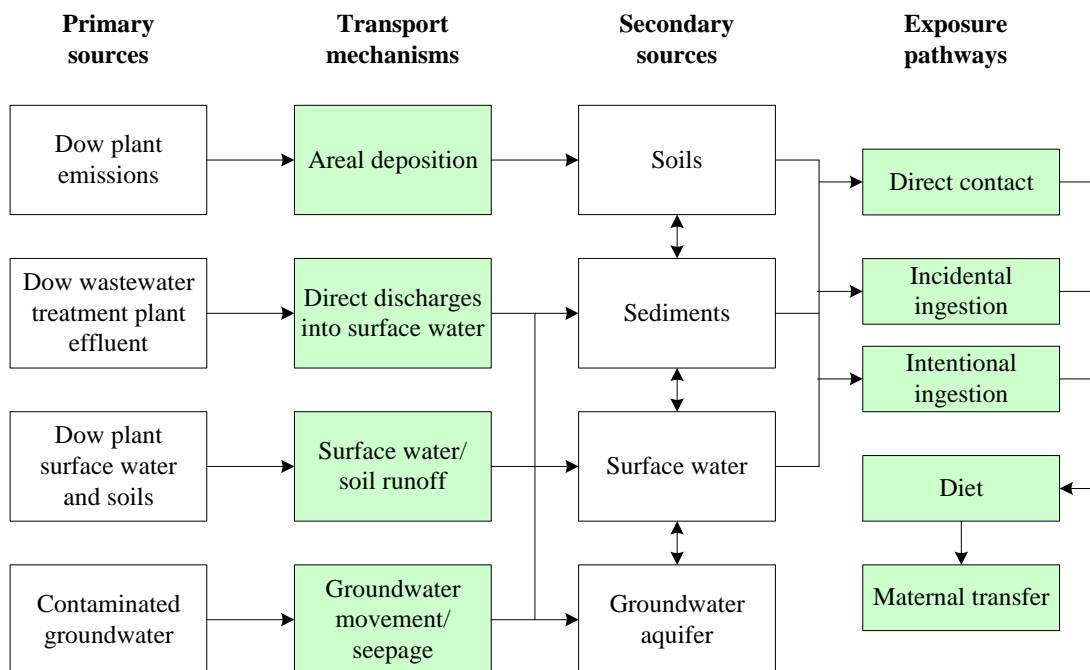 Primary
sources
Transport
mechanisms
Secondary
sources
Exposure
pathways
Dow plant
emissions
Areal deposition
Soils
Direct contact
Dow wastewater
treatment plant
effluent
Direct discharges
into surface water
Sediments
Incidental
ingestion
Intentional
ingestion
Dow plant
surface water
and soils
Surface water/
soil runoff
Surface water
Diet
Contaminated
groundwater
Groundwater
movement/
seepage
Groundwater
aquifer
Maternal transfer